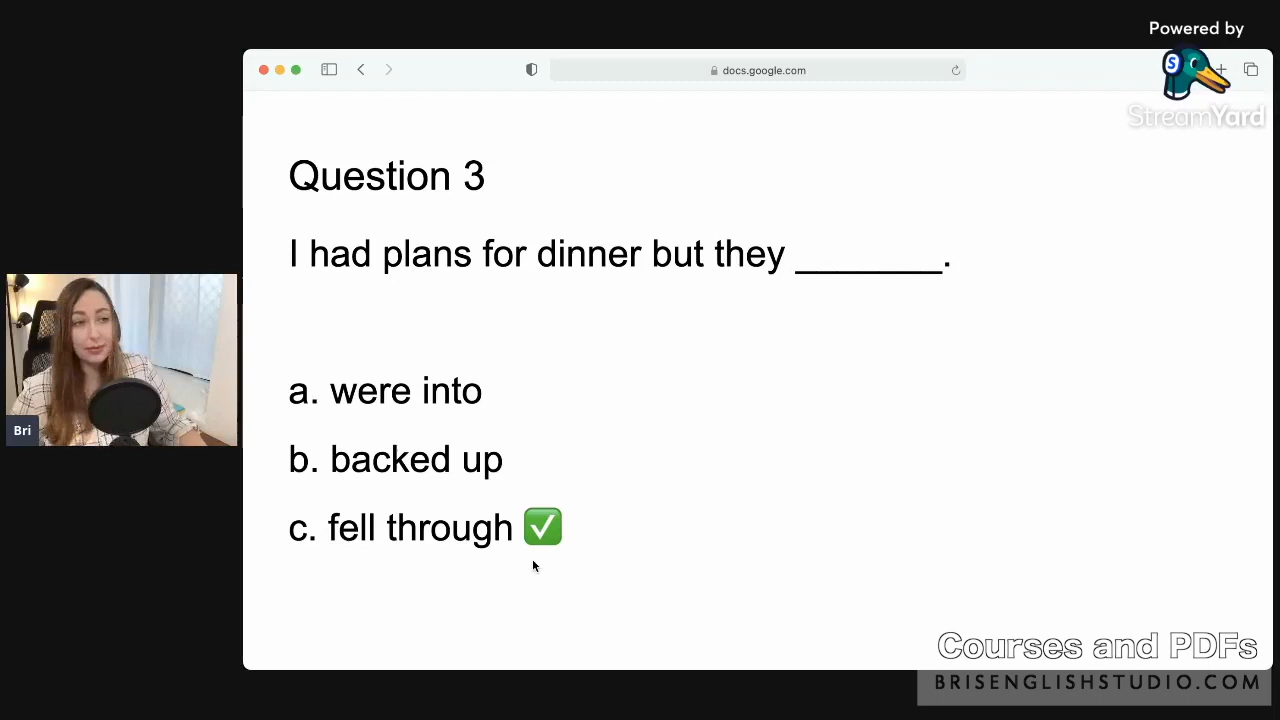 Powered by
StreamYard
docs.google.com
Question 3
I had plans for dinner but they _______.
a. were into
b. backed up
c. fell through ✅
Bri
Courses and PDFs
BRISENGLISHSTUDIO.COM